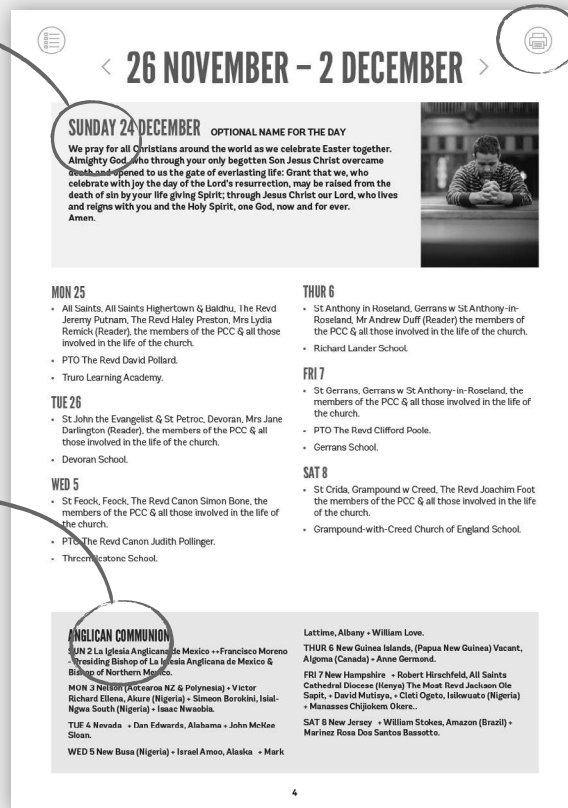 26 NOVEMBER – 2 DECEMBER
SUNDAY 24 DECEMBER OPTIONAL NAME FOR THE DAY
We pray for all Christians around the world as we celebrate Easter together.
Almighty God, who through your only begotten Son Jesus Christ overcame
death and opened to us the gate of everlasting life: Grant that we, who
celebrate with joy the day of the Lord's resurrection, may be raised from the
death of sin by your life giving Spirit; through Jesus Christ our Lord, who lives
and reigns with you and the Holy Spirit, one God, now and for ever.
Amen.
MON 25
• All Saints, All Saints Highertown & Baldhu, The Revd
Jeremy Putnam, The Revd Haley Preston, Mrs Lydia
Remick (Reader), the members of the PCC & all those
involved in the life of the church.
• PTO The Revd David Pollard.
• Truro Learning Academy.
TUE 26
• St John the Evangelist & St Petroc, Devoran, Mrs Jane
Darlington (Reader), the members of the PCC & all
those involved in the life of the church.
• Devoran School.
WED 5
• St Feock, Feock, The Revd Canon Simon Bone, the
members of the PCC & all those involved in the life of
the church.
• PTO The Revd Canon Judith Pollinger.
• Threemilestone School.
THUR 6
• St Anthony in Roseland, Gerrans w St Anthony-in-
Roseland, Mr Andrew Duff (Reader) the members of
the PCC & all those involved in the life of the church.
• Richard Lander School.
FRI 7
• St Gerrans, Gerrans w St Anthony-in-Roseland, the
members of the PCC & all those involved in the life of
the church.
• PTO The Revd Clifford Poole.
• Gerrans School.
SAT 8
• St Crida, Grampound w Creed, The Revd Joachim Foot
the members of the PCC & all those involved in the life
of the church.
• Grampound-with-Creed Church of England School.
ANGLICAN COMMUNION
SUN 2 La Iglesia Anglicana de Mexico ++Francisco Moreno
- Presiding Bishop of La Iglesia Anglicana de Mexico &
Bishop of Northern Mexico.
MON 3 Nelson (Aotearoa NZ & Polynesia) + Victor
Richard Ellena, Akure (Nigeria) + Simeon Borokini, Isial-
Ngwa South (Nigeria) + Isaac Nwaobia.
TUE 4 Nevada + Dan Edwards, Alabama + John McKee
Sloan.
WED 5 New Busa (Nigeria) + Israel Amoo, Alaska + Mark
Lattime, Albany + William Love.
THUR 6 New Guinea Islands, (Papua New Guinea) Vacant,
Algoma (Canada) + Anne Germond.
FRI 7 New Hampshire + Robert Hirschfeld, All Saints
Cathedral Diocese (Kenya) The Most Revd Jackson Ole
Sapit, + David Mutisya, + Cleti Ogeto, Isikwuato (Nigeria)
+ Manasses Chijiokem Okere..
SAT 8 New Jersey + William Stokes, Amazon (Brazil) +
Marinez Rosa Dos Santos Bassotto.
4